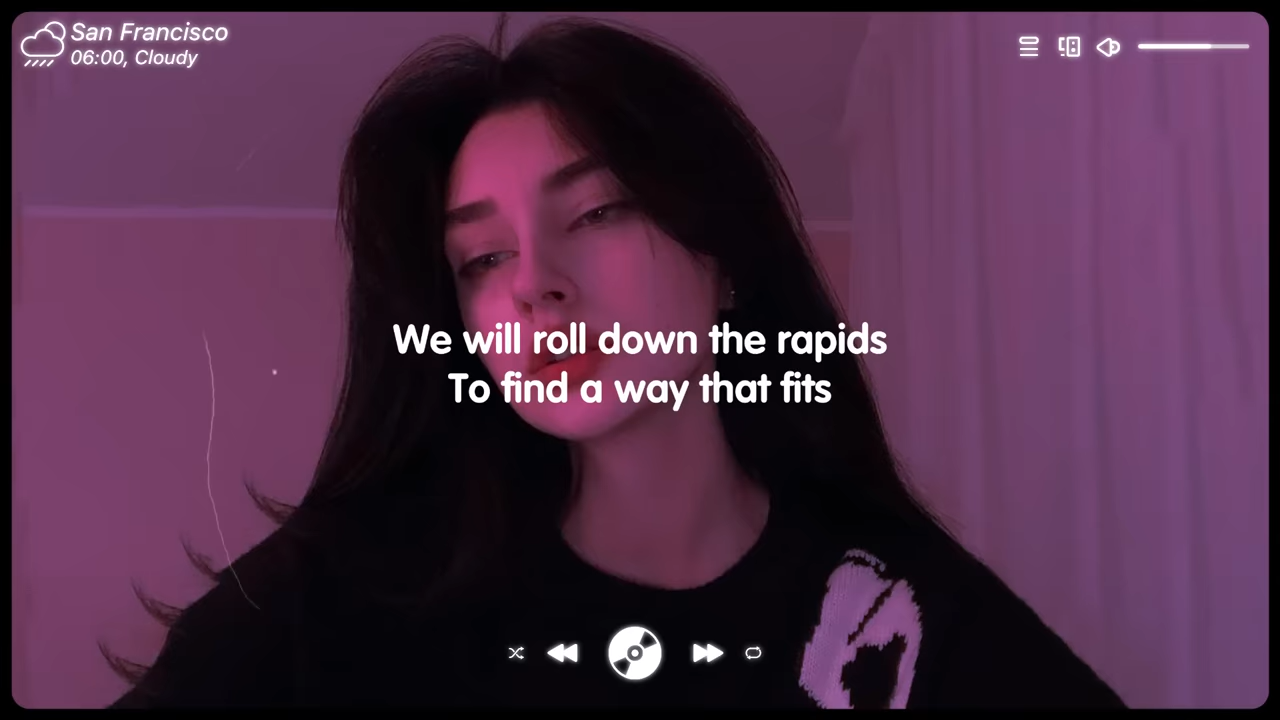 San Francisco
06:00, Cloudy
We will roll down the rapids
To find a way that fits